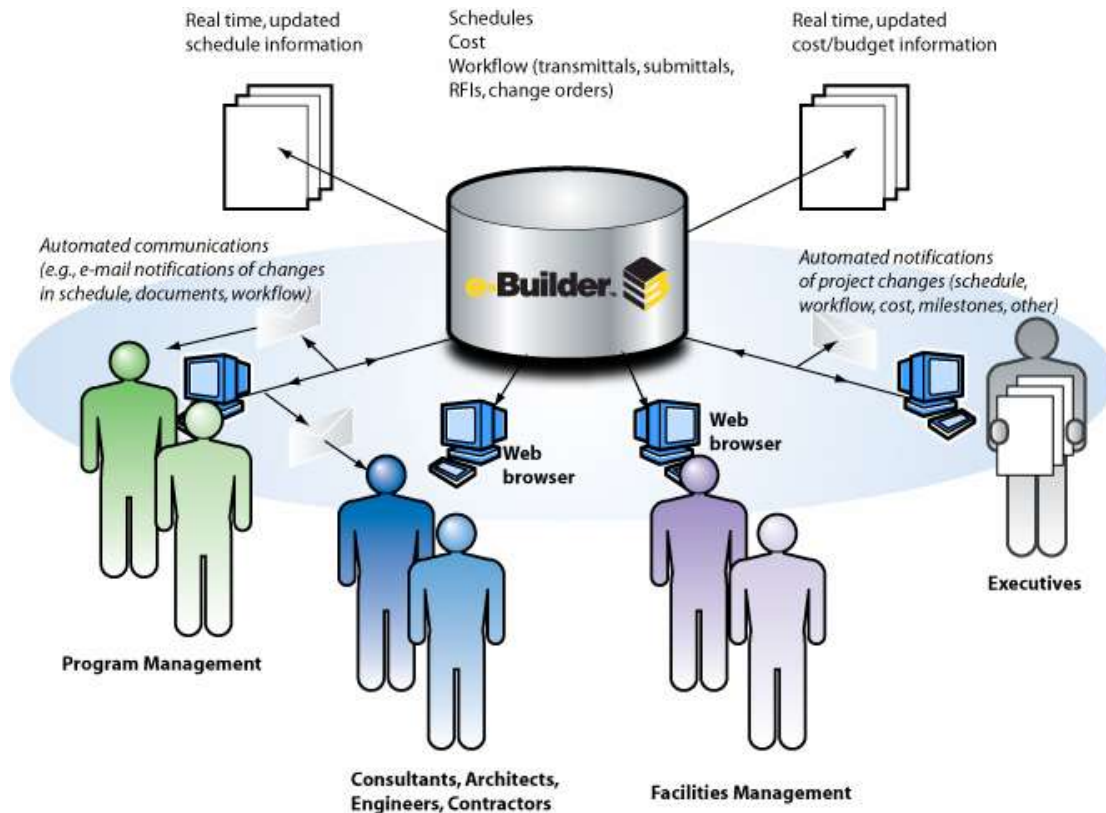 Real time, updated
schedule information
Schedules
Cost
Workflow (transmittals, submittals,
RFIs, change orders)
Real time, updated
cost/budget information
Automated communications
(e.g., e-mail notifications of changes
in schedule, documents, workflow)
e-Builder™
Automated notifications
of project changes (schedule,
workflow, cost, milestones, other)
Web
browser
Web
browser
Executives
Program Management
Consultants, Architects,
Engineers, Contractors
Facilities Management